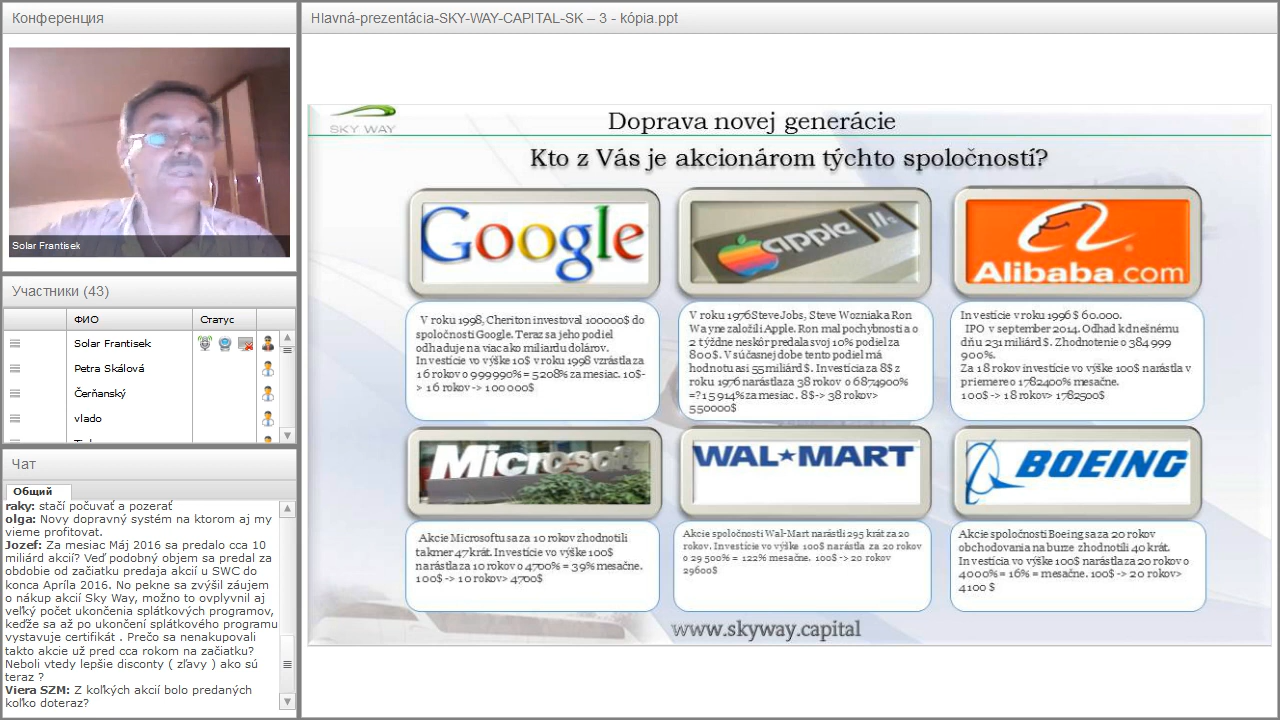 Конференция
Solar Frantisek
Участники (43)
ФИО
Статус
Solar Frantisek
Petra Skálová
Čerňanský
vlado
Чат
Общий
raky: stačí počuvať a pozerať
olga: Novy dopravný systém na ktorom aj my
vieme profitovat.
Jozef: Za mesiac Máj 2016 sa predalo cca 10
miliárd akcií? Veď podobný objem sa predal za
obdobie od začiatku predaja akcií u SWC do
konca Apríla 2016. No pekne sa zvýšil záujem
o nákup akcií Sky Way, možno to ovplyvnil aj
veľký počet ukončenia splátkových programov,
keďže sa až po ukončení splátkového programu
vystavuje certifikát . Prečo sa nenakupovali
takto akcie už pred cca rokom na začiatku?
Neboli vtedy lepšie disconty ( zľavy ) ako sú
teraz ?
Viera SZM: Z koľkých akcií bolo predaných
koľko doteraz?
Hlavná-prezentácia-SKY-WAY-CAPITAL-SK – 3 - kópia.ppt
SKY WAY
Doprava novej generácie
Kto z Vás je akcionárom týchto spoločností?
Google
V roku 1998, Cheriton investoval 100000$ do
spoločnosti Google. Teraz sa jeho podiel
odhaduje na viac ako miliardu dolárov.
Investície vo výške 10$ v roku 1998 vzrástla za
16 rokov o 999990% = 5208% za mesiac. 10$-
> 16 rokov -> 100 000$
apple
V roku 1976 Steve Jobs, Steve Wozniak a Ron
Wayne založili Apple. Ron mal pochybnosti a o
2 týždne neskôr predal svoj 10% podiel za
800$. V súčasnej dobe tento podiel má
hodnotu asi 55 miliárd $. Investícia za 8$ z
roku 1976 narástla za 38 rokov o 6874900%
=?15 914% za mesiac . 8$ -> 38 rokov>
550000$
Alibaba.com
In vestície v roku 1996 $ 60.000.
IPO v september 2014. Odhad k dnešnému
dňu 231 miliárd $. Zhodnotenie o 384 999
900%.
Za 18 rokov investície vo výške 100$ narástli v
priemere o 1782400% mesačne.
100$ -> 18 rokov> 1782500$
Microsoft
Akcie Microsoftu sa za 10 rokov zhodnotili
takmer 47 krát. Investície vo výške 100$
narástla za 10 rokov o 4700% = 39% mesačne.
100$ -> 10 rokov> 4700$
WAL★MART
Akcie spoločnosti Wal-Mart narástli 295 krát za 20
rokov. Investície vo výške 100$ narástla za 20 rokov
o 29 500% = 122% mesačne. 100$ -> 20 rokov
29600$
BOEING
Akcie spoločnosti Boeing sa za 20 rokov
obchodovania na burze zhodnotili 40 krát.
In vestícia vo výške 100$ narástla za 20 rokov o
4000% = 16% = mesačne. 100$ -> 20 rokov>
4100 $
www.skyway.capital